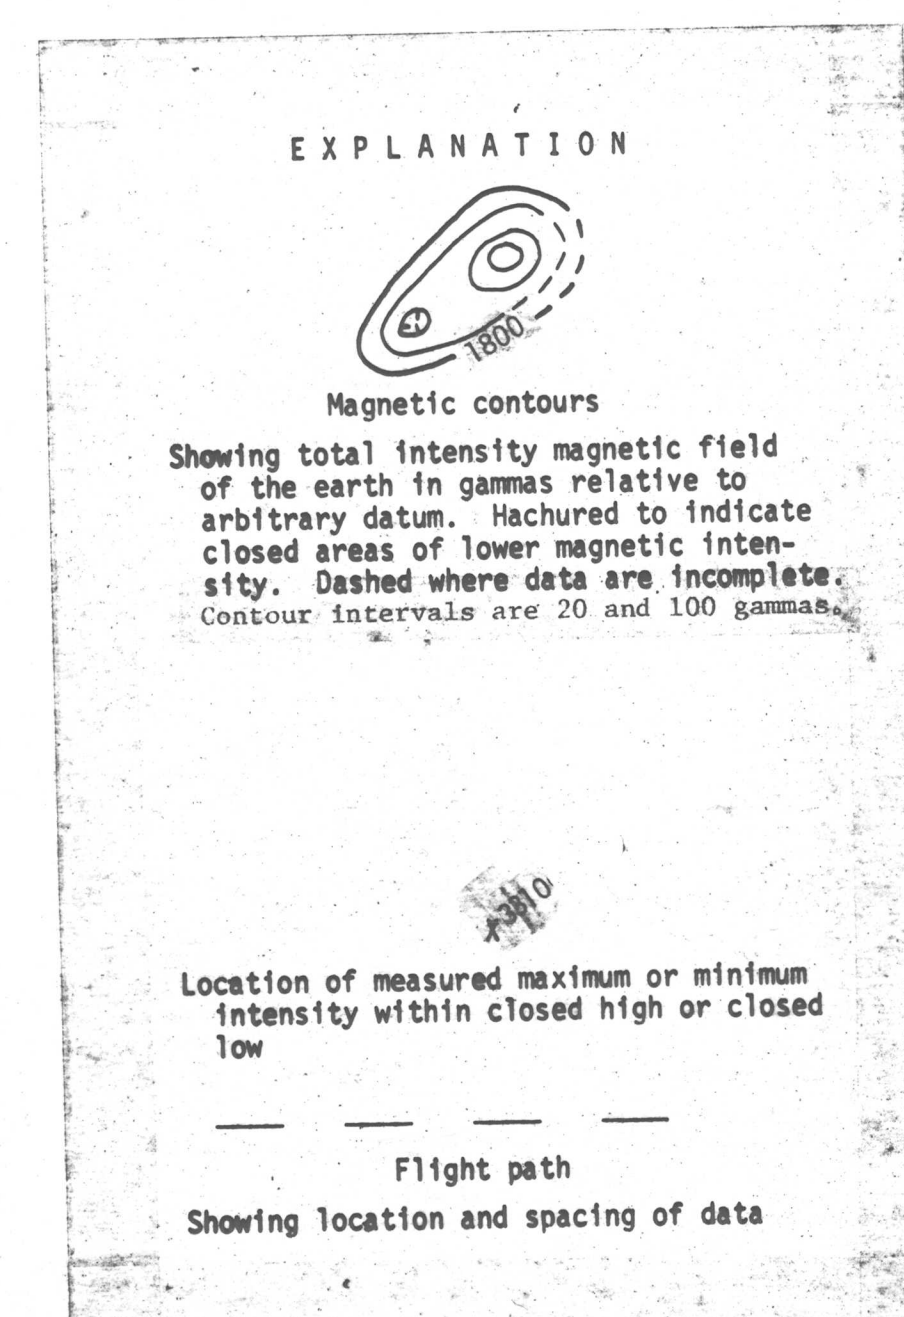 EXPLANATION
1800
Magnetic contours
Showing total intensity magnetic field
of the earth in gammas relative to
arbitrary datum. Hachured to indicate
closed areas of lower magnetic inten-
sity. Dashed where data are incomplete.
Contour intervals are 20 and 100 gammas.
x3810
Location of measured maximum or minimum
intensity within closed high or closed
low
Flight path
Showing location and spacing of data